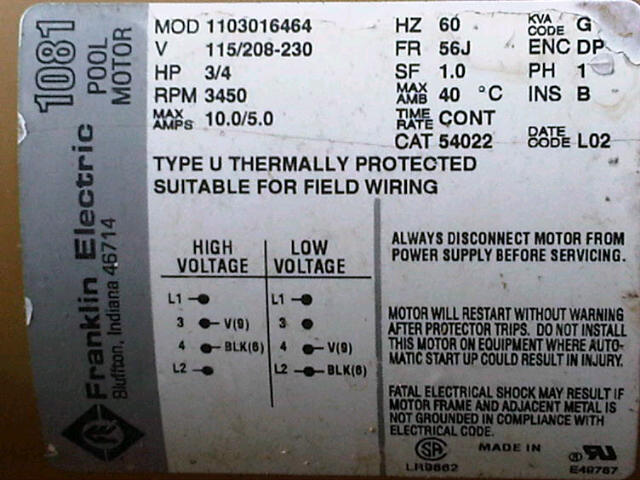 1081
POOL
MOTOR
Franklin Electric
Bluffton, Indiana 46714
MOD 1103016464
V 115/208-230
HP 3/4
RPM 3450
MAX AMPS 10.0/5.0
HZ 60
FR 56J
SF 1.0
MAX AMB 40 °C
TIME RATE CONT
CAT 54022
KVA CODE G
ENC DP
PH 1
INS B
DATE CODE L02
TYPE U THERMALLY PROTECTED
SUITABLE FOR FIELD WIRING
HIGH
VOLTAGE
L1
3 V(9)
4 BLK(6)
L2
LOW
VOLTAGE
L1
3
4 V(9)
L2 BLK(6)
ALWAYS DISCONNECT MOTOR FROM
POWER SUPPLY BEFORE SERVICING.
MOTOR WILL RESTART WITHOUT WARNING
AFTER PROTECTOR TRIPS. DO NOT INSTALL
THIS MOTOR ON EQUIPMENT WHERE AUTO-
MATIC START UP COULD RESULT IN INJURY.
FATAL ELECTRICAL SHOCK MAY RESULT IF
MOTOR FRAME AND ADJACENT METAL IS
NOT GROUNDED IN COMPLIANCE WITH
ELECTRICAL CODE.
SA
LR9862
MADE IN
E49767